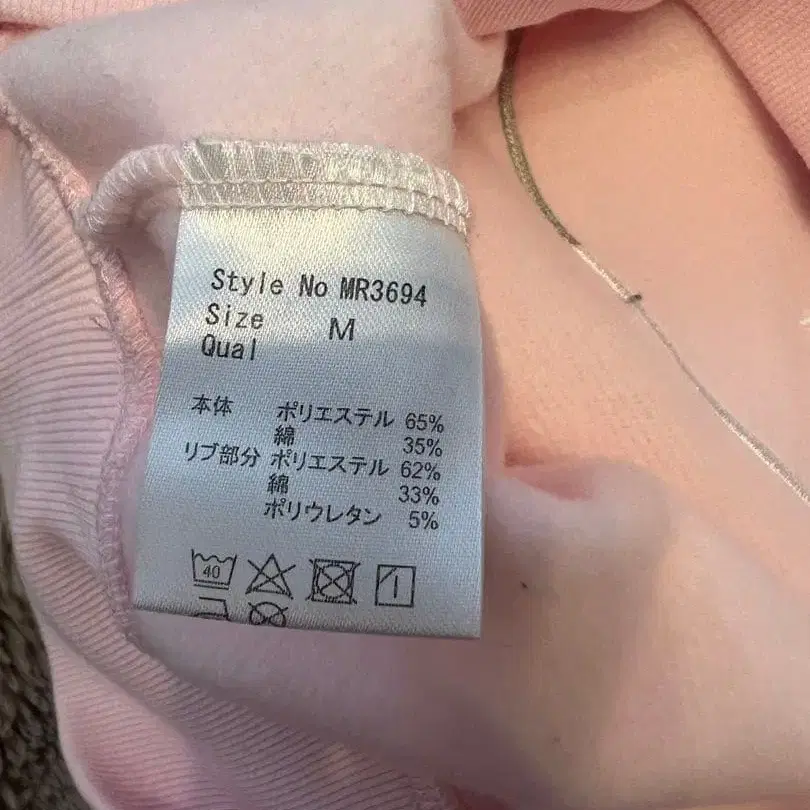 Style No MR3694
Size M
Qual
本体 ポリエステル 65%
綿 35%
リブ部分 ポリエステル 62%
綿 33%
ポリウレタン 5%
40